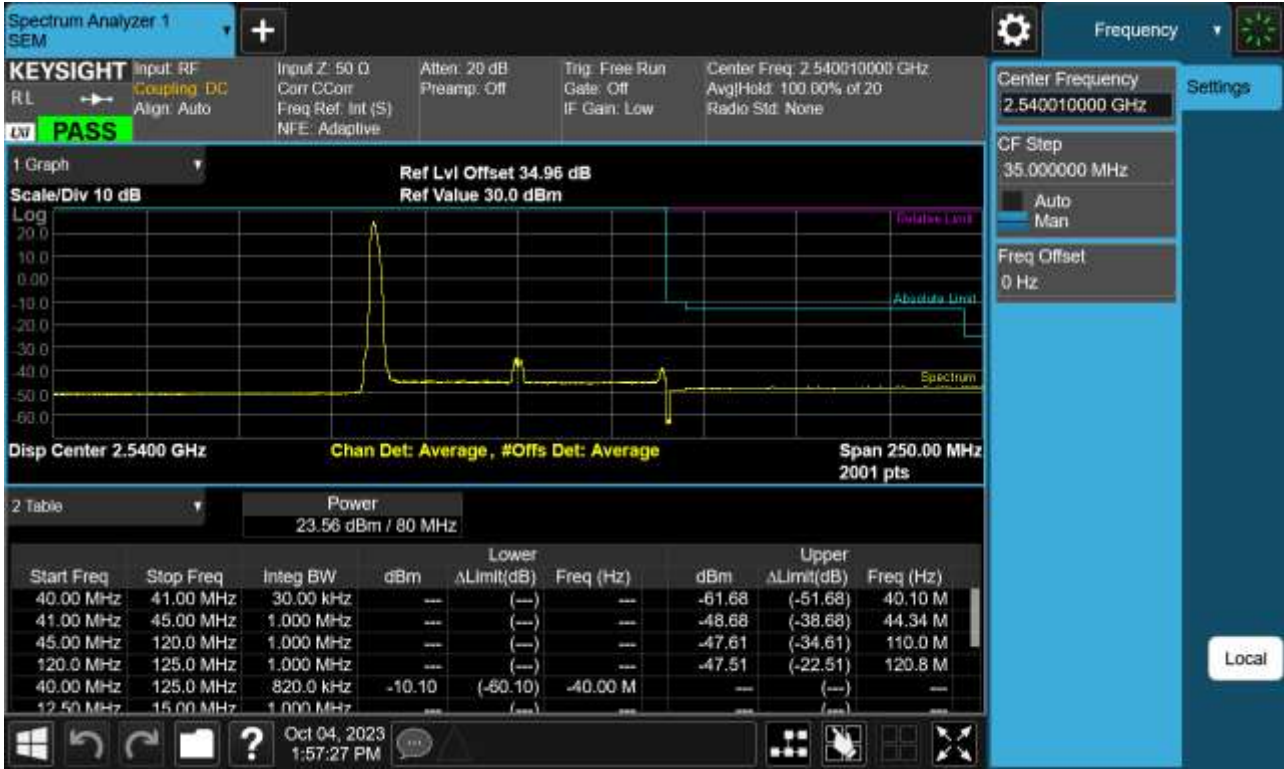 Spectrum Analyzer 1
SEM
+
Frequency
KEYSIGHT
RL
LXI
PASS
Input: RF
Coupling: DC
Align: Auto
Input Z: 50 Ω
Corr CCorr
Freq Ref: Int (S)
NFE: Adaptive
Atten: 20 dB
Preamp: Off
Trig: Free Run
Gate: Off
IF Gain: Low
Center Freq: 2.540010000 GHz
Avg|Hold: 100.00% of 20
Radio Std: None
Center Frequency
2.540010000 GHz
Settings
CF Step
35.000000 MHz
Auto
Man
Freq Offset
0 Hz
Local
1 Graph
Scale/Div 10 dB
Ref Lvl Offset 34.96 dB
Ref Value 30.0 dBm
Log
20.0
10.0
0.00
-10.0
-20.0
-30.0
-40.0
-50.0
-60.0
Relative Limit
Absolute Limit
Spectrum
Disp Center 2.5400 GHz
Chan Det: Average, #Offs Det: Average
Span 250.00 MHz
2001 pts
2 Table
Power
23.56 dBm / 80 MHz
Lower Upper
Start Freq Stop Freq Integ BW dBm ΔLimit(dB) Freq (Hz) dBm ΔLimit(dB) Freq (Hz)
40.00 MHz 41.00 MHz 30.00 kHz --- (---) --- -61.68 (-51.68) 40.10 M
41.00 MHz 45.00 MHz 1.000 MHz --- (---) --- -48.68 (-38.68) 44.34 M
45.00 MHz 120.0 MHz 1.000 MHz --- (---) --- -47.61 (-34.61) 110.0 M
120.0 MHz 125.0 MHz 1.000 MHz --- (---) --- -47.51 (-22.51) 120.8 M
40.00 MHz 125.0 MHz 820.0 kHz -10.10 (-60.10) -40.00 M --- (---) ---
12.50 MHz 15.00 MHz 1.000 MHz --- (---) --- --- (---) ---
?
Oct 04, 2023
1:57:27 PM